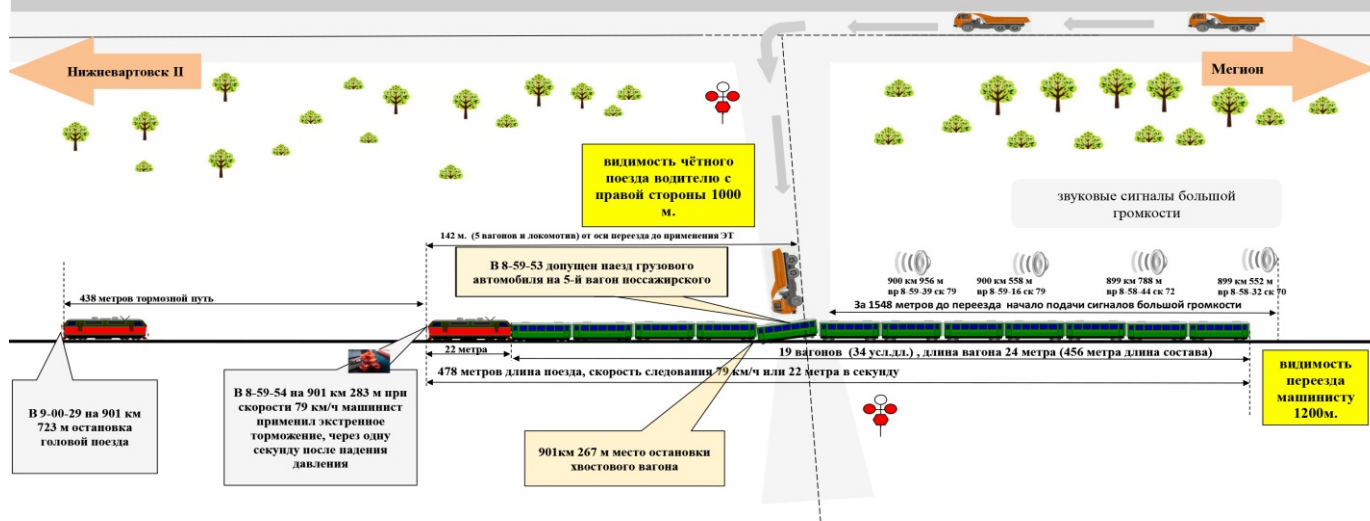 Нижневартовск II
Мегион
видимость чётного
поезда водителю с
правой стороны 1000
м.
звуковые сигналы большой
громкости
142 м. (5 вагонов и локомотив) от оси переезда до применения ЭТ
В 8-59-53 допущен наезд грузового
автомобиля на 5-й вагон поссажирского
900 км 956 м
вр 8-59-39 ск 79
900 км 558 м
вр 8-59-16 ск 79
899 км 788 м
вр 8-58-44 ск 72
899 км 552 м
вр 8-58-32 ск 70
438 метров тормозной путь
За 1548 метров до переезда начало подачи сигналов большой громкости
22 метра
19 вагонов (34 усл.дл.) , длина вагона 24 метра (456 метра длина состава)
478 метров длина поезда, скорость следования 79 км/ч или 22 метра в секунду
видимость
переезда
машинисту
1200м.
В 9-00-29 на 901 км
723 м остановка
головой поезда
В 8-59-54 на 901 км 283 м при
скорости 79 км/ч машинист
применил экстренное
торможение, через одну
секунду после падения
давления
901км 267 м место остановки
хвостового вагона